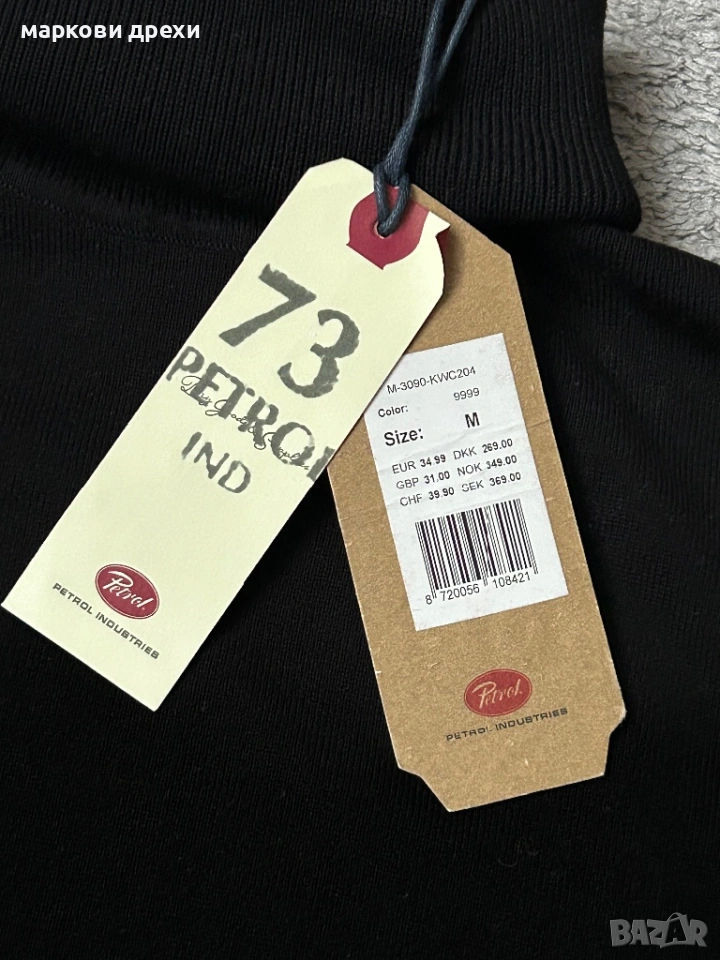 маркови дрехи
73
PETROL
IND
Petrol
PETROL INDUSTRIES
M-3090-KWC204
Color: 9999
Size: M
EUR 34.99 DKK 269.00
GBP 31.00 NOK 349.00
CHF 39.90 SEK 369.00
8 720056 108421
Petrol
PETROL INDUSTRIES
BAZAR